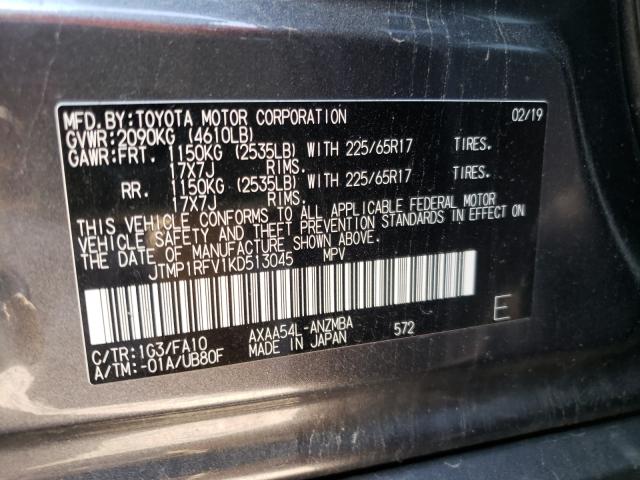 MFD.BY:TOYOTA MOTOR CORPORATION 02/19
GVWR:2090KG (4610LB)
GAWR:FRT. 1150KG (2535LB) WITH 225/65R17 TIRES.
17X7J RIMS.
RR. 1150KG (2535LB) WITH 225/65R17 TIRES.
17X7J RIMS.
THIS VEHICLE CONFORMS TO ALL APPLICABLE FEDERAL MOTOR
VEHICLE SAFETY AND THEFT PREVENTION STANDARDS IN EFFECT ON
THE DATE OF MANUFACTURE SHOWN ABOVE.
JTMP1RFV1KD513045 MPV
E
C/TR:1G3/FA10 AXAA54L-ANZMBA 572
A/TM:-01A/UB80F MADE IN JAPAN